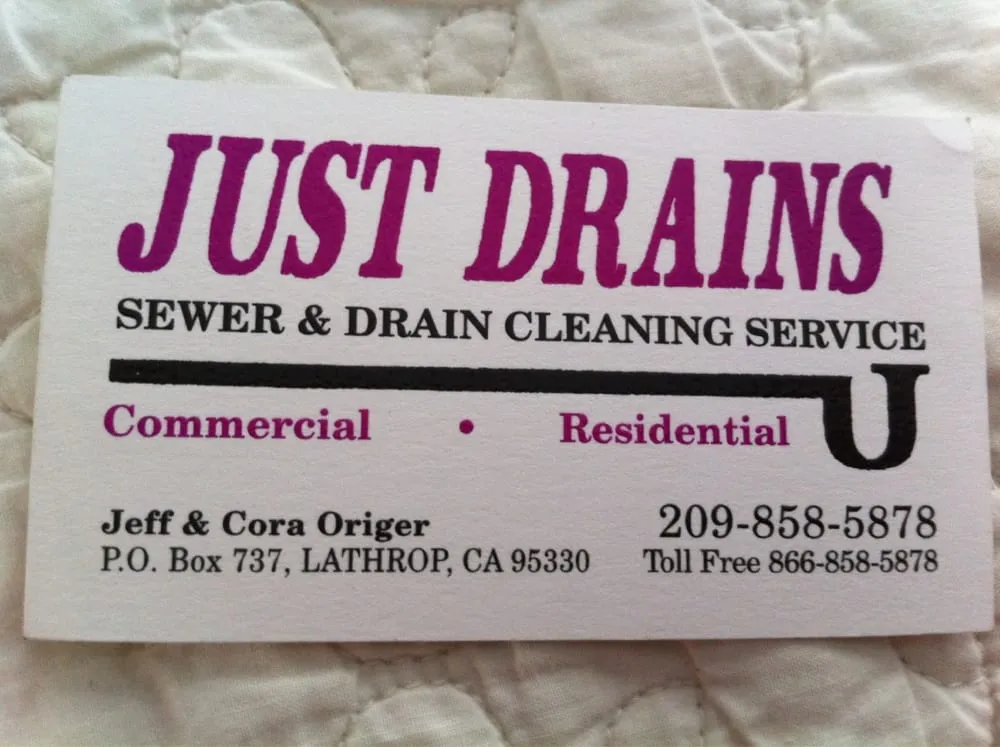 JUST DRAINS
SEWER & DRAIN CLEANING SERVICE
Commercial • Residential
Jeff & Cora Origer
209-858-5878
P.O. Box 737, LATHROP, CA 95330
Toll Free 866-858-5878